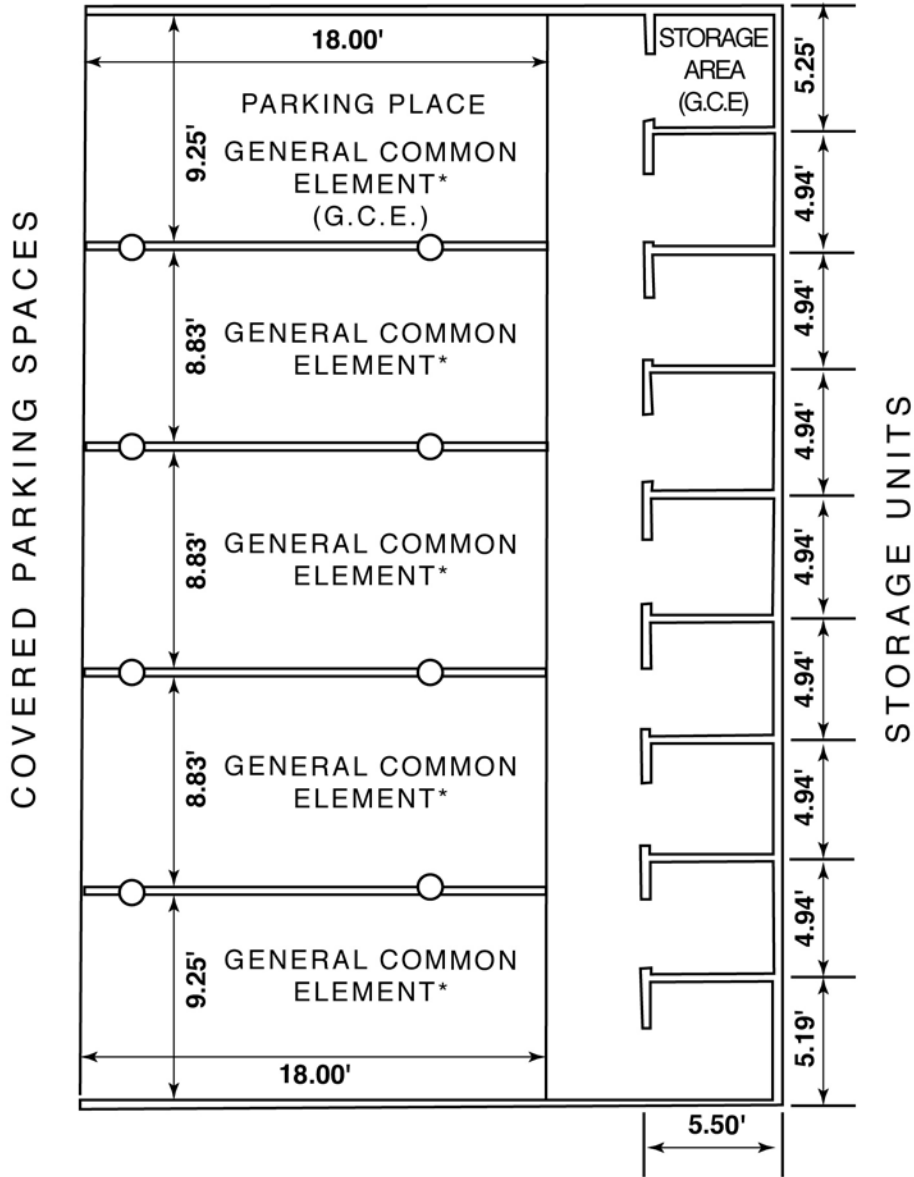 18.00'
STORAGE
AREA
(G.C.E)
5.25'
PARKING PLACE
9.25'
GENERAL COMMON
ELEMENT*
(G.C.E.)
4.94'
COVERED PARKING SPACES
8.83'
GENERAL COMMON
ELEMENT*
4.94'
4.94'
STORAGE UNITS
8.83'
GENERAL COMMON
ELEMENT*
4.94'
4.94'
8.83'
GENERAL COMMON
ELEMENT*
4.94'
4.94'
9.25'
GENERAL COMMON
ELEMENT*
18.00'
5.19'
5.50'